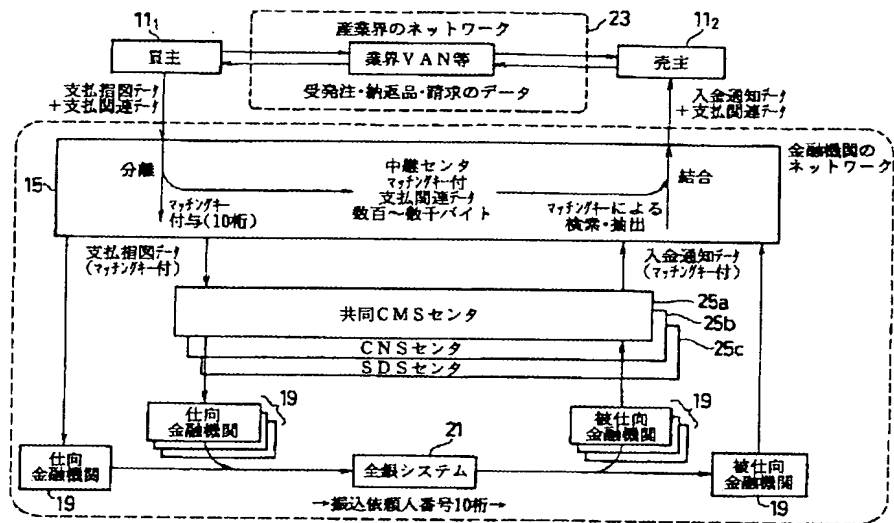 産業界のネットワーク
23
11₁
11₂
買主
業界VAN等
売主
受発注・納返品・請求のデータ
支払指図データ
+支払関連データ
入金通知データ
+支払関連データ
金融機関の
ネットワーク
15
分離
中継センタ
マッチングキー付
支払関連データ
数百~数千バイト
結合
マッチングキー
付与(10桁)
マッチングキーによる
検索・抽出
支払指図データ
(マッチングキー付)
入金通知データ
(マッチングキー付)
共同CMSセンタ
25a
25b
25c
CNSセンタ
SDSセンタ
仕向
金融機関
19
被仕向
金融機関
19
仕向
金融機関
19
21
全銀システム
被仕向
金融機関
19
→振込依頼人番号10桁→